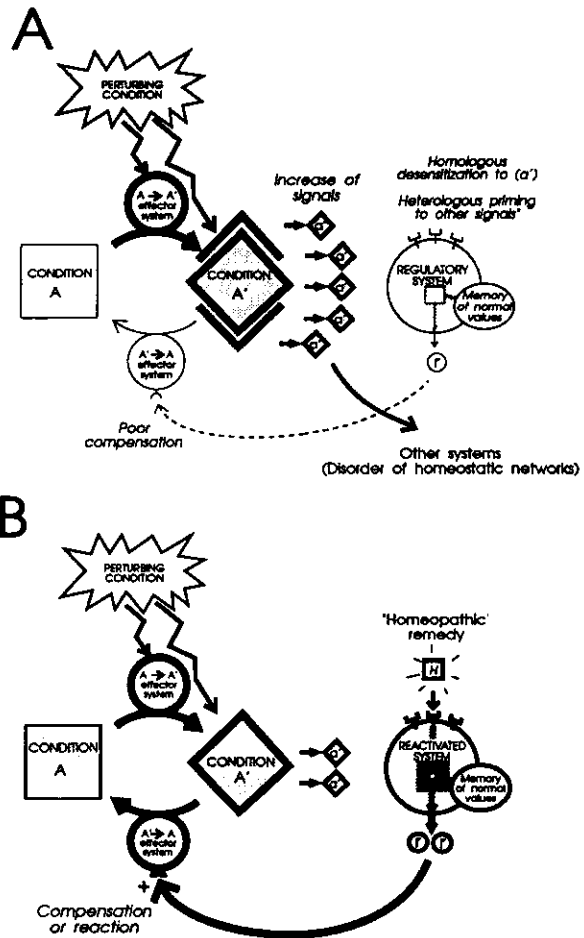 A
PERTURBING
CONDITION
A → A'
effector
system
Increase of
signals
Homologous
desensitization to (a')
Heterologous priming
to other signals"
CONDITION
A
CONDITION
A'
a'
a'
a'
a'
a'
REGULATORY
SYSTEM
Memory
of normal
values
r
A' → A
effector
system
Poor
compensation
Other systems
(Disorder of homeostatic networks)
B
PERTURBING
CONDITION
A → A'
effector
system
"Homeopathic'
remedy
H
CONDITION
A
CONDITION
A'
a'
a'
REACTIVATED
SYSTEM
Memory
of normal
values
r r
A' → A
effector
system
+
Compensation
or reaction